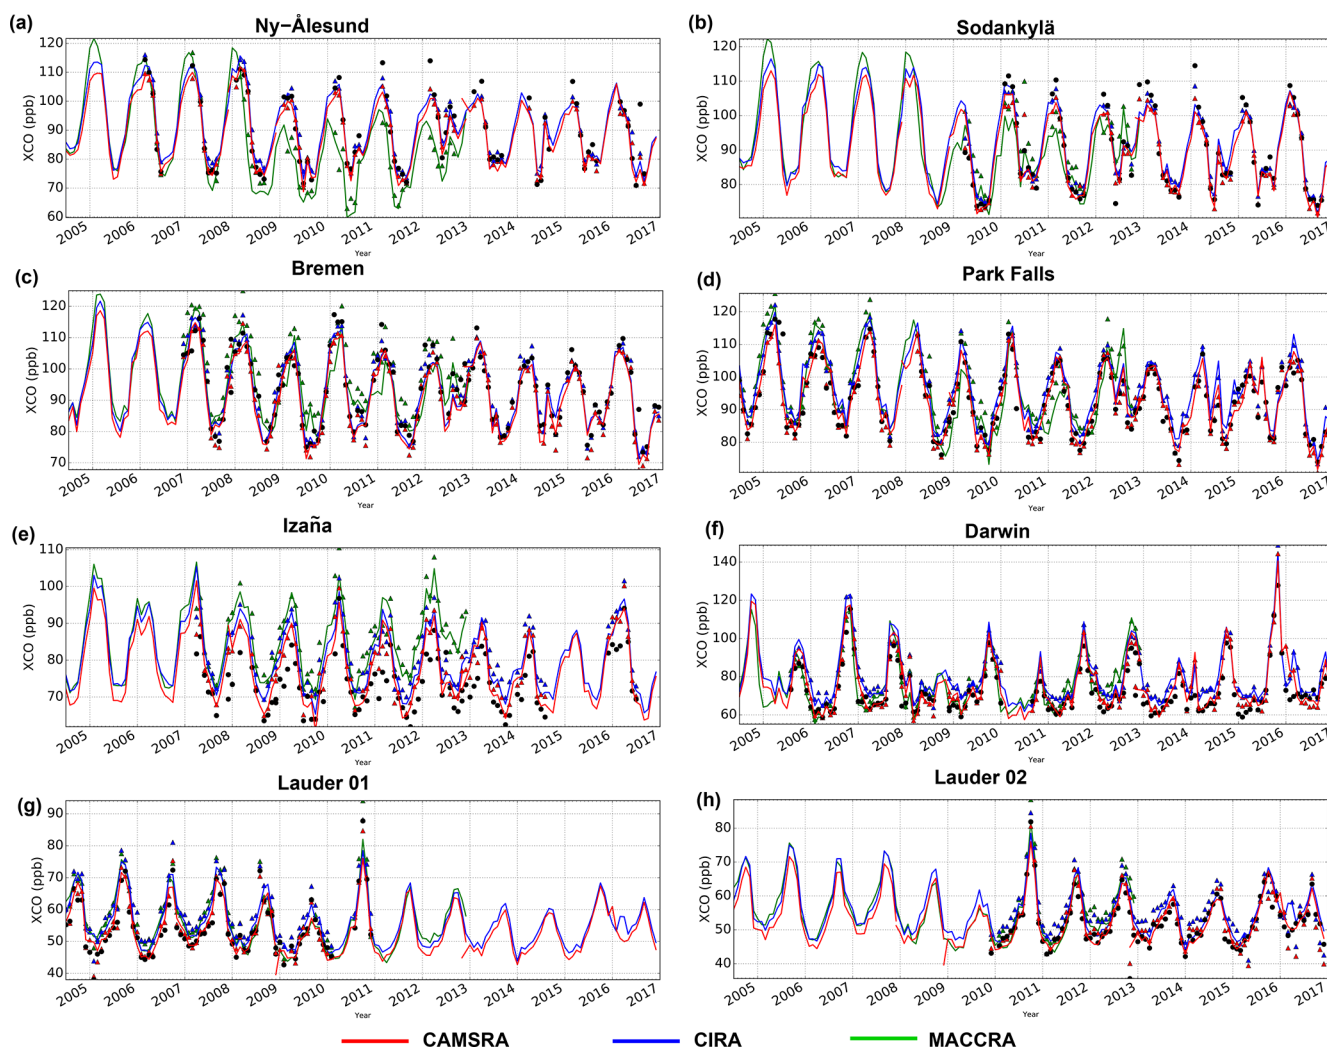 (a) Ny−Ålesund
XCO (ppb)
120
110
100
90
80
70
60
2005 2006 2007 2008 2009 2010 2011 2012 2013 2014 2015 2016 2017
Year
(b) Sodankylä
XCO (ppb)
120
110
100
90
80
2005 2006 2007 2008 2009 2010 2011 2012 2013 2014 2015 2016 2017
Year
(c) Bremen
XCO (ppb)
120
110
100
90
80
70
2005 2006 2007 2008 2009 2010 2011 2012 2013 2014 2015 2016 2017
Year
(d) Park Falls
XCO (ppb)
120
110
100
90
80
2005 2006 2007 2008 2009 2010 2011 2012 2013 2014 2015 2016 2017
Year
(e) Izaña
XCO (ppb)
110
100
90
80
70
2005 2006 2007 2008 2009 2010 2011 2012 2013 2014 2015 2016 2017
Year
(f) Darwin
XCO (ppb)
140
120
100
80
60
2005 2006 2007 2008 2009 2010 2011 2012 2013 2014 2015 2016 2017
Year
(g) Lauder 01
XCO (ppb)
90
80
70
60
50
40
2005 2006 2007 2008 2009 2010 2011 2012 2013 2014 2015 2016 2017
Year
(h) Lauder 02
XCO (ppb)
80
70
60
50
40
2005 2006 2007 2008 2009 2010 2011 2012 2013 2014 2015 2016 2017
Year
CAMSRA CIRA MACCRA